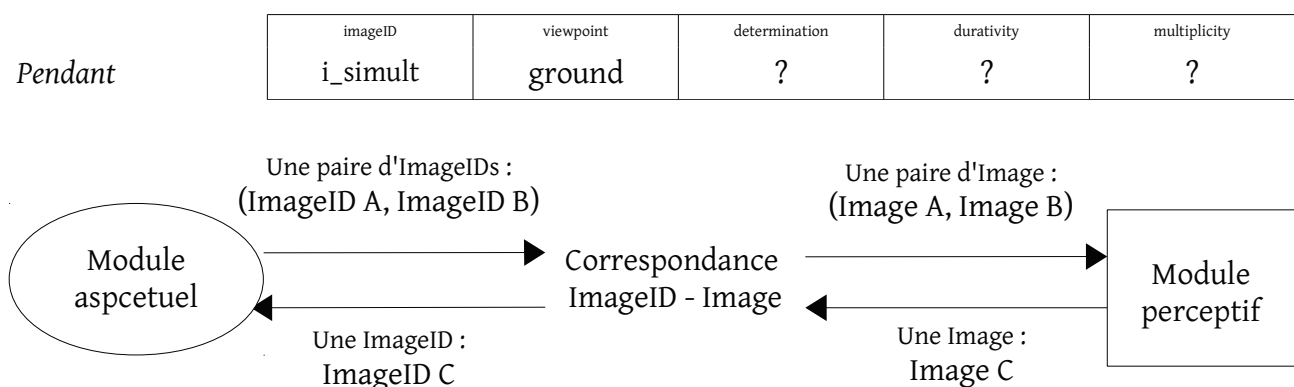 imageID viewpoint determination durativity multiplicity
Pendant i_simult ground ? ? ?
Une paire d'ImageIDs :
(ImageID A, ImageID B)
Une paire d'Image :
(Image A, Image B)
Module
aspcetuel
Correspondance
ImageID - Image
Module
perceptif
Une ImageID :
ImageID C
Une Image :
Image C